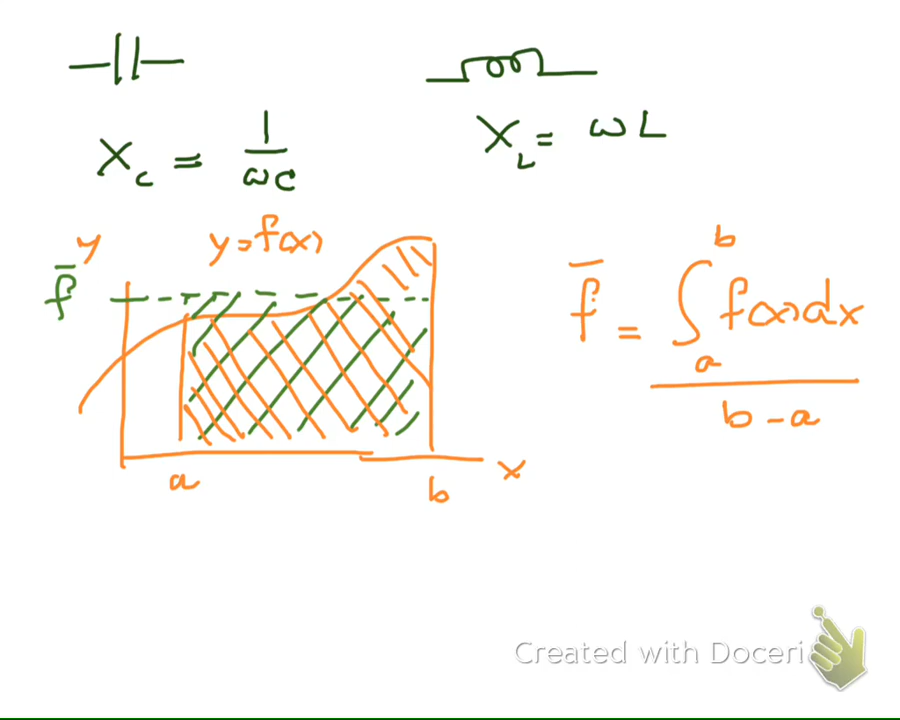 X_C = 1/ωC
X_L = ωL
y
y=f(x)
f̄
a
b
x
f̄ = ∫_a^b f(x)dx / b-a
Created with Doceri